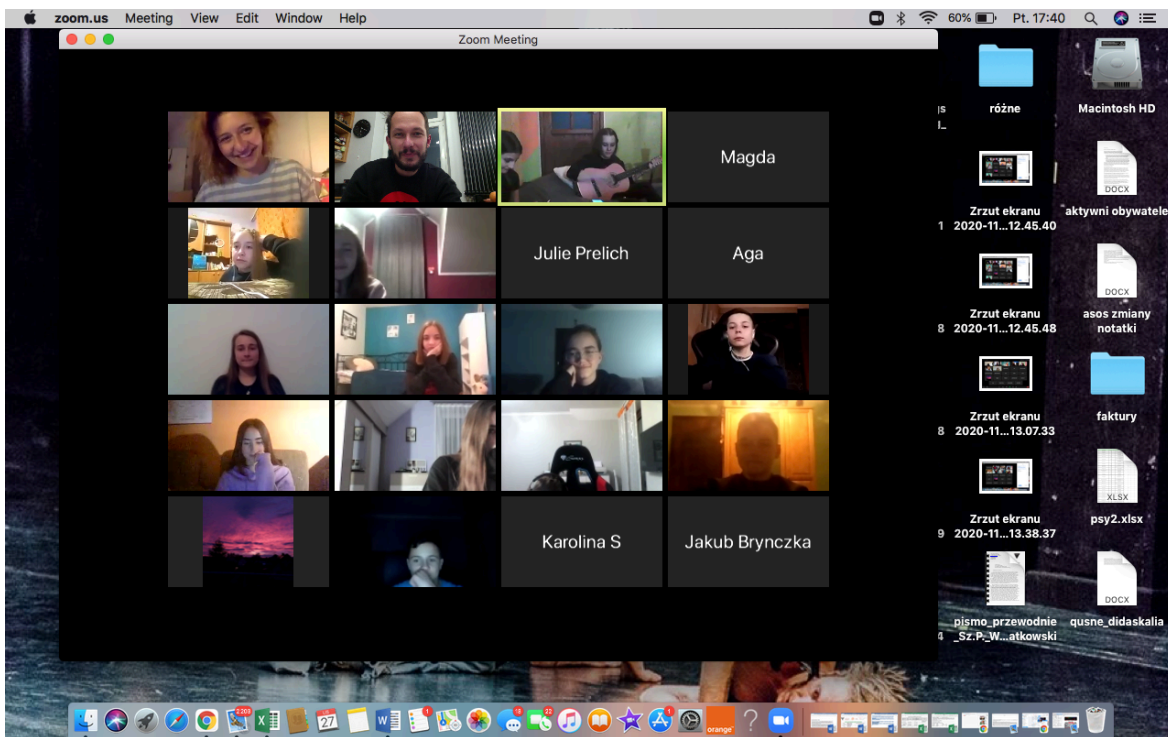 zoom.us Meeting View Edit Window Help 60% Pt. 17:40
Zoom Meeting
Magda
Julie Prelich
Aga
Karolina S
Jakub Brynczka
różne
Macintosh HD
DOCX
Zrzut ekranu
2020-11...12.45.40
aktywni obywatele
DOCX
Zrzut ekranu
2020-11...12.45.48
asos zmiany
notatki
Zrzut ekranu
2020-11...13.07.33
faktury
XLSX
Zrzut ekranu
2020-11...13.38.37
psy2.xlsx
DOCX
pismo_przewodnie
_Sz.P._W...atkowski
qusne_didaskalia
27
orange